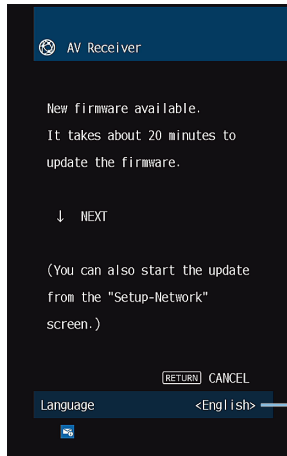 AV Receiver
New firmware available.
It takes about 20 minutes to
update the firmware.
↓ NEXT
(You can also start the update
from the "Setup-Network"
screen.)
RETURN CANCEL
Language <English>